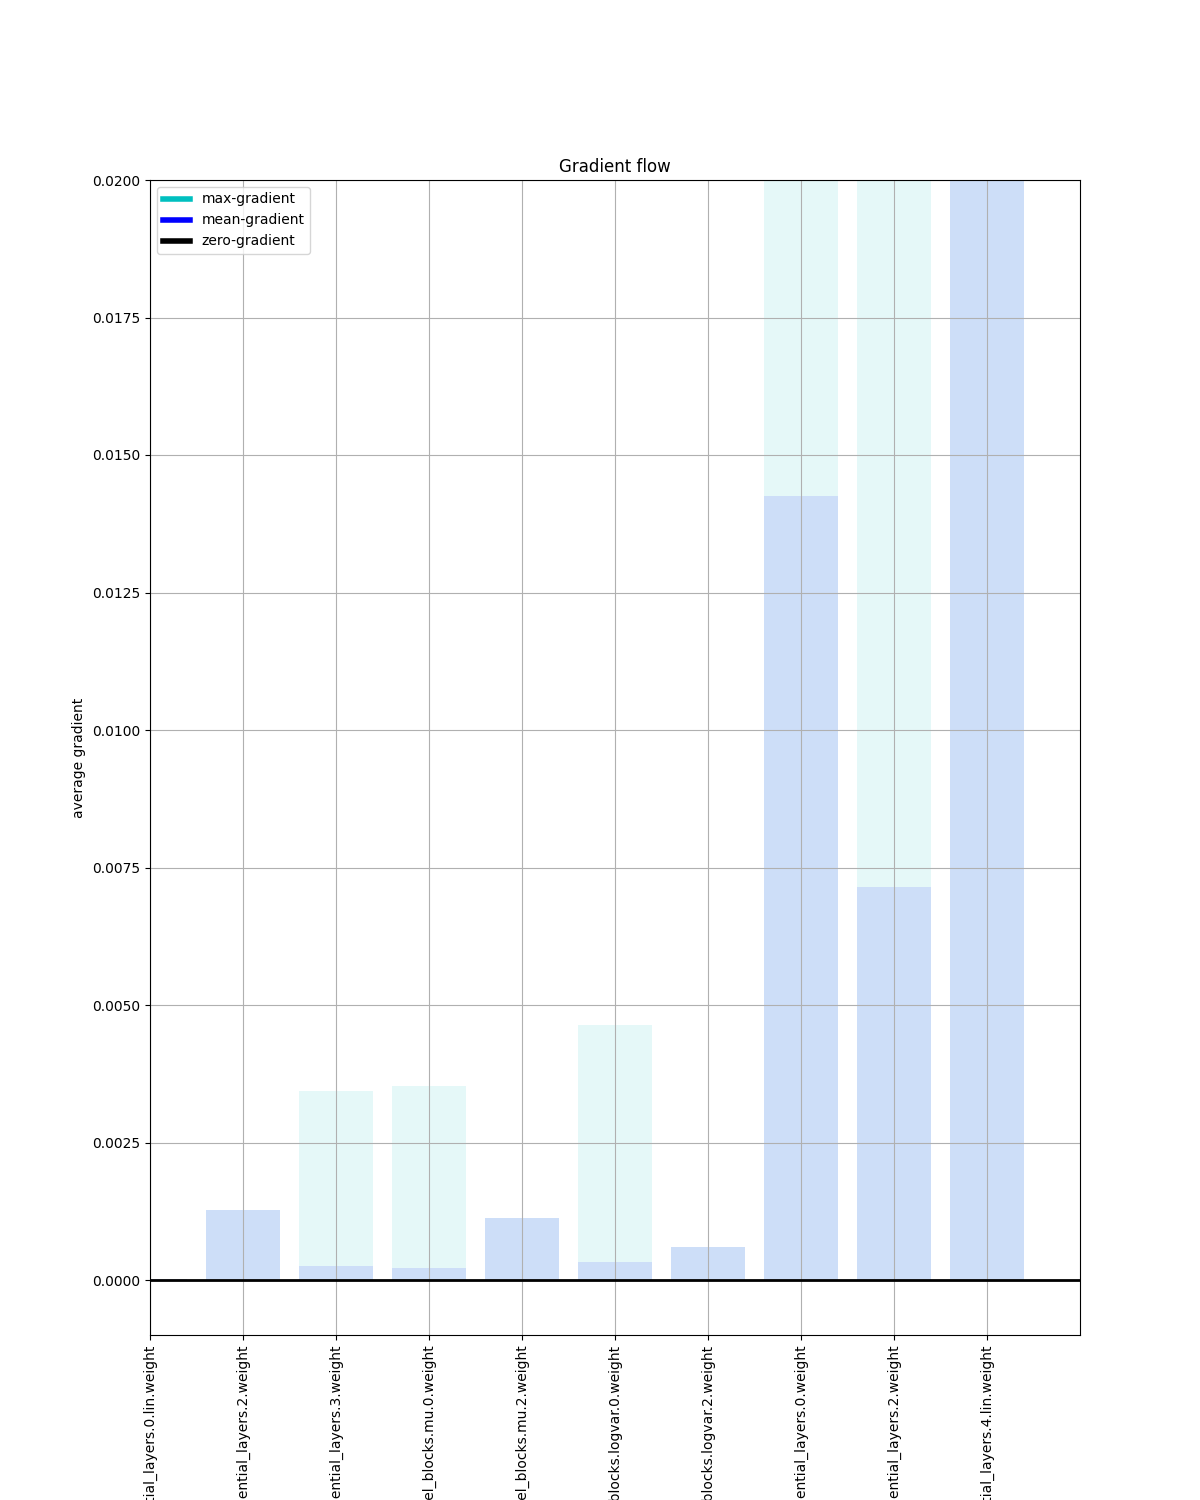 Gradient flow
max-gradient
mean-gradient
zero-gradient
0.0200
0.0175
0.0150
0.0125
0.0100
0.0075
0.0050
0.0025
0.0000
average gradient
tial_layers.0.lin.weight
ential_layers.2.weight
ential_layers.3.weight
el_blocks.mu.0.weight
el_blocks.mu.2.weight
blocks.logvar.0.weight
blocks.logvar.2.weight
ential_layers.0.weight
ential_layers.2.weight
tial_layers.4.lin.weight